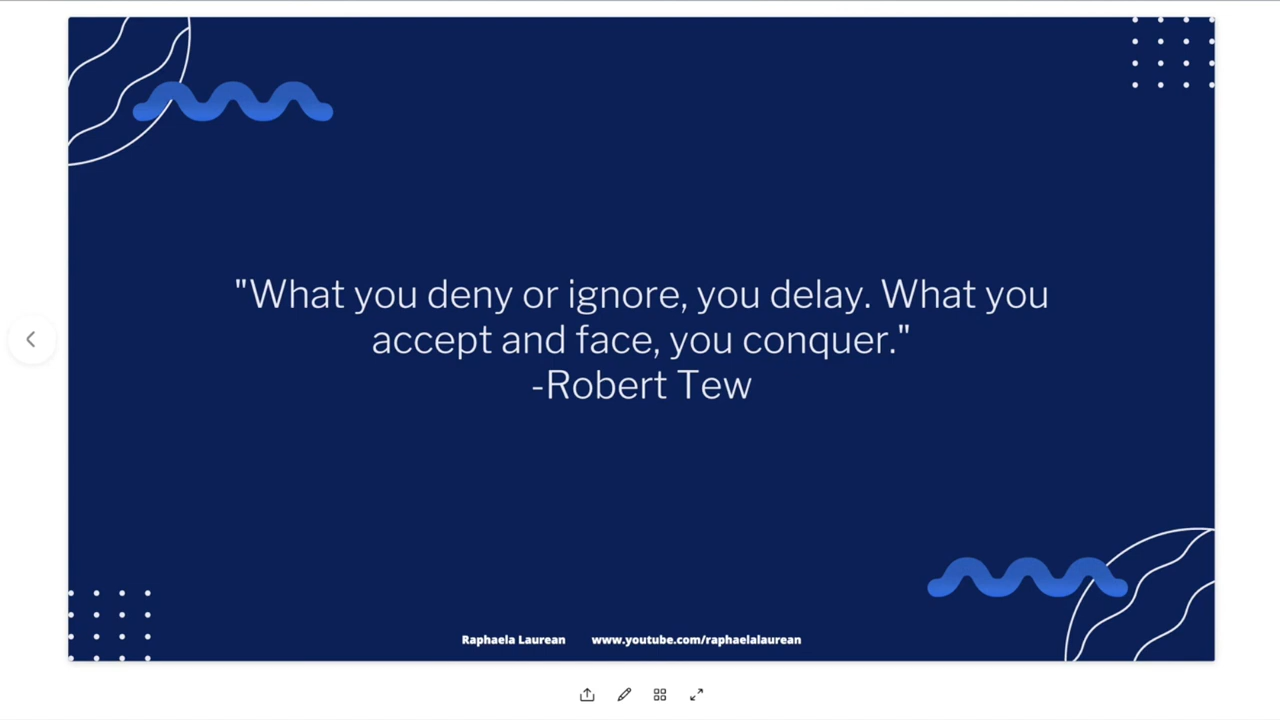 "What you deny or ignore, you delay. What you
accept and face, you conquer."
-Robert Tew
Raphaela Laurean www.youtube.com/raphaelalaurean